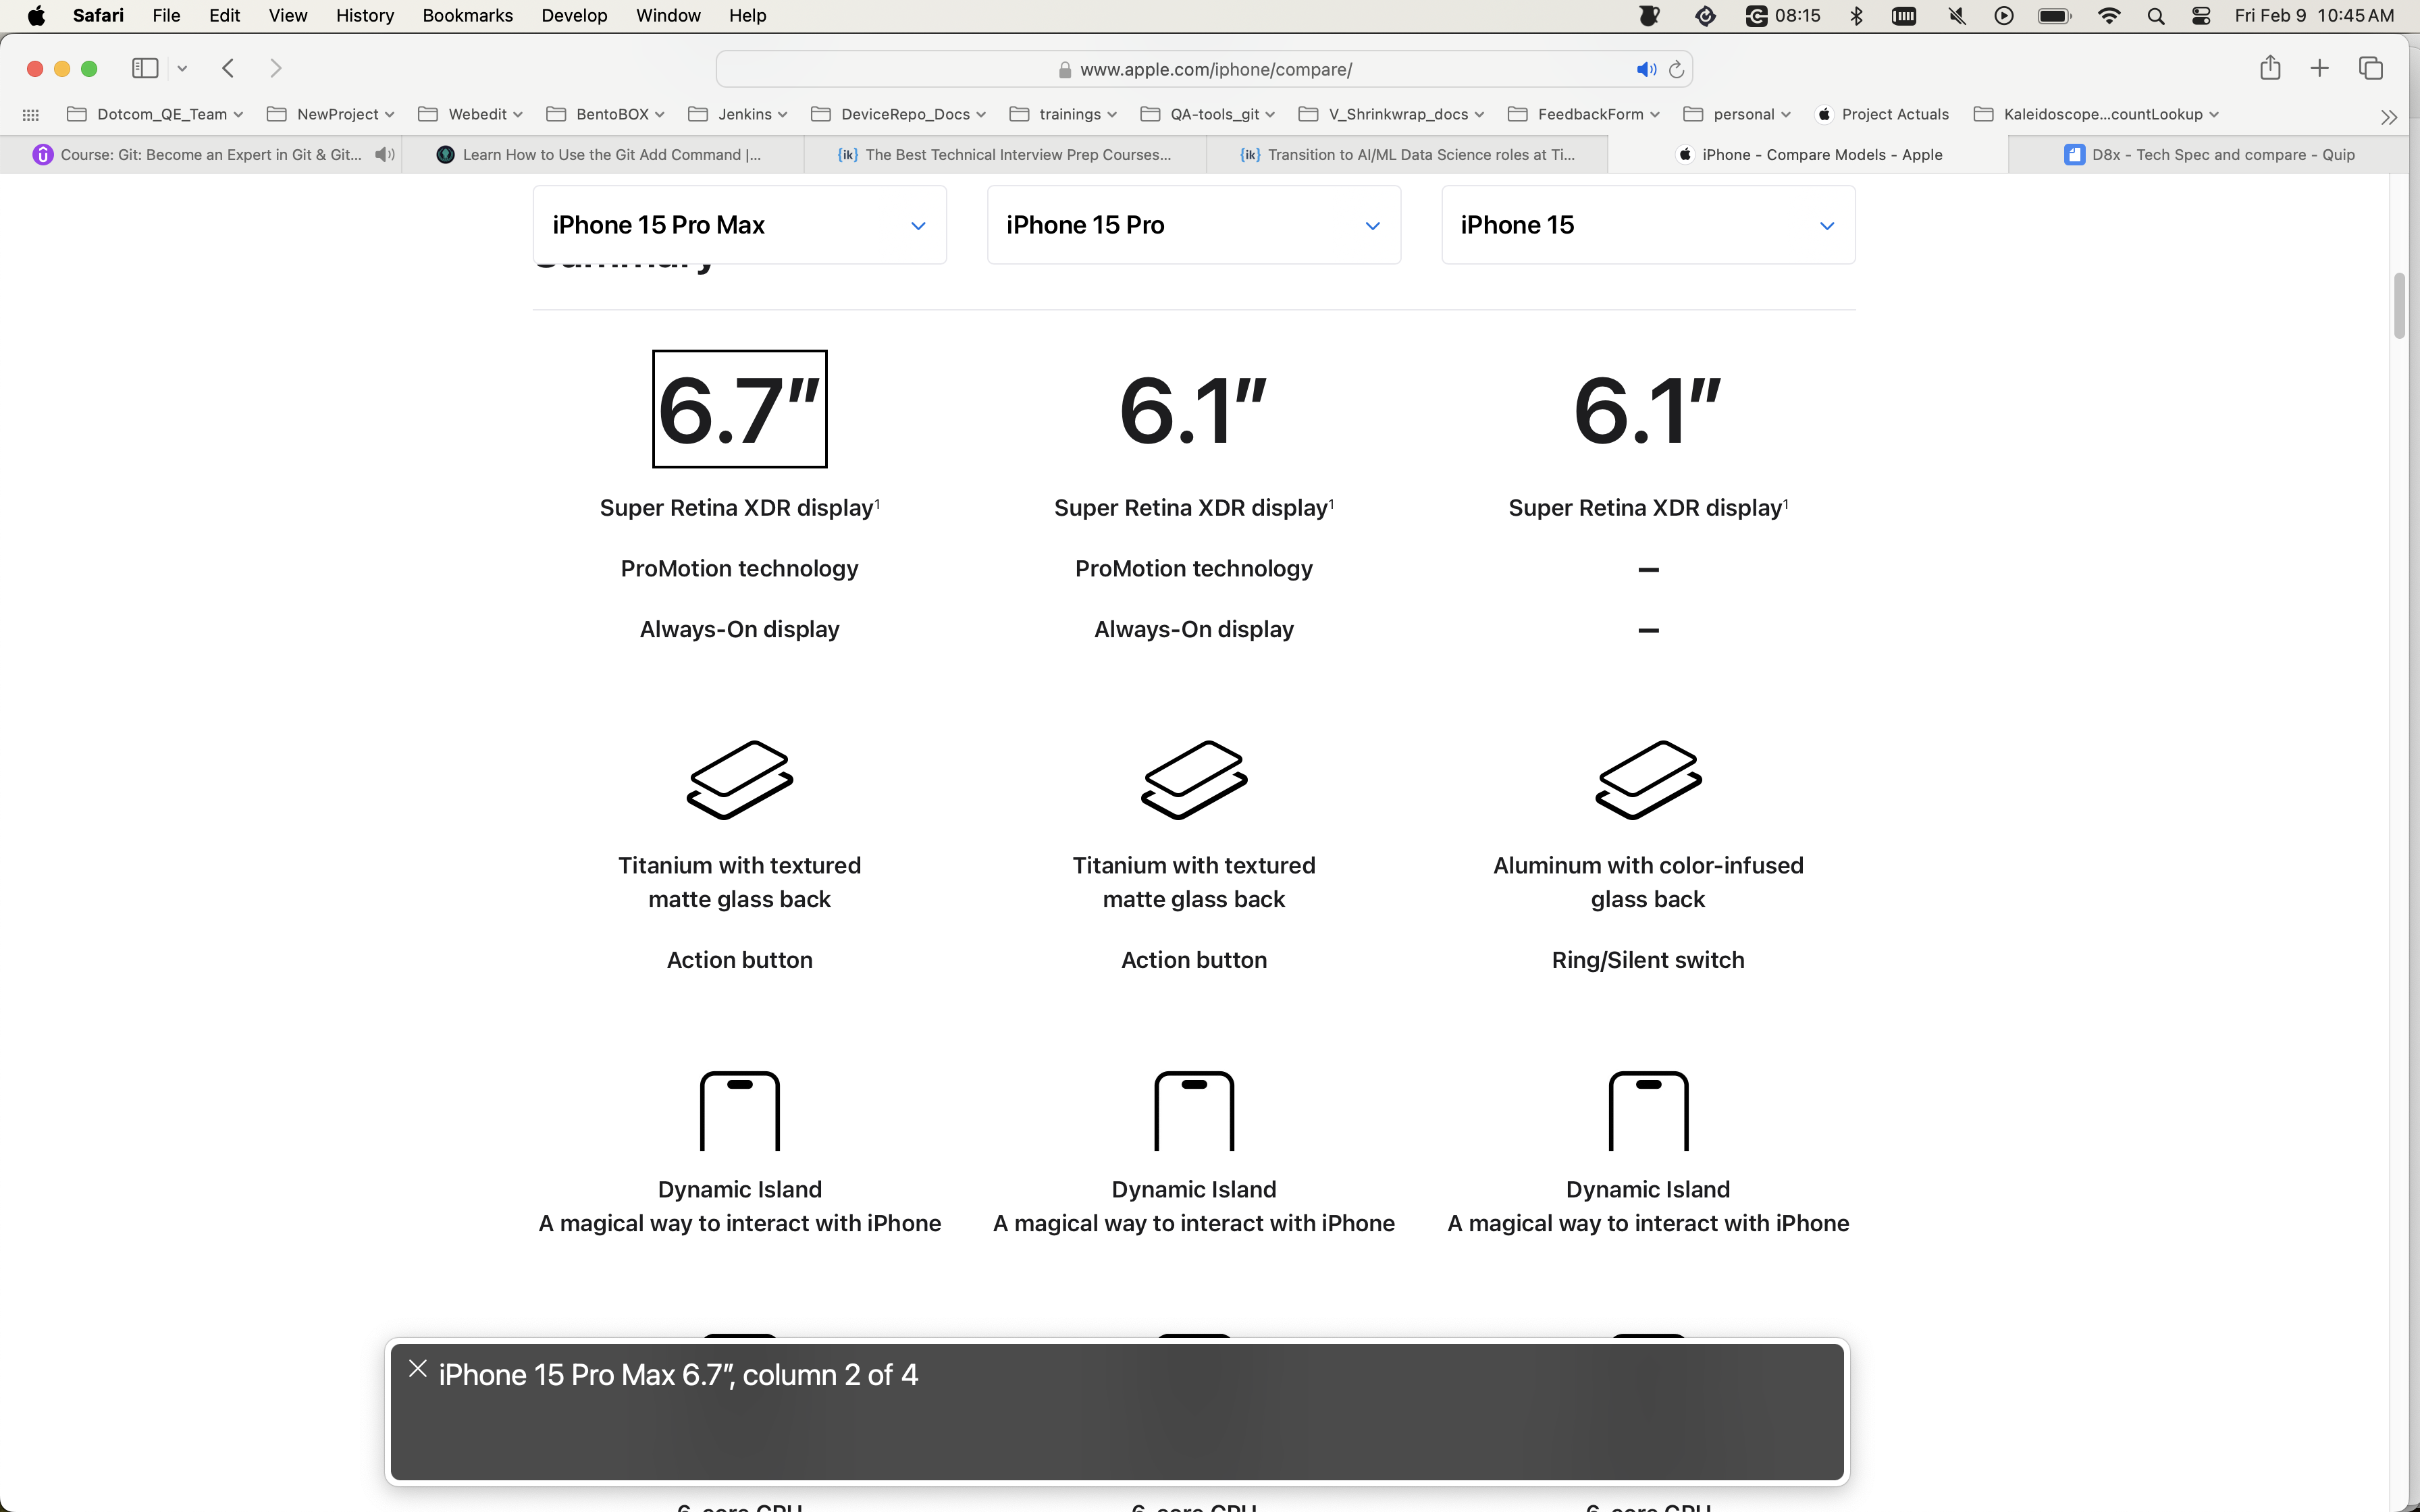 Safari File Edit View History Bookmarks Develop Window Help 08:15 Fri Feb 9 10:45 AM
www.apple.com/iphone/compare/
Dotcom_QE_Team NewProject Webedit BentoBOX Jenkins DeviceRepo_Docs trainings QA-tools_git V_Shrinkwrap_docs FeedbackForm personal Project Actuals Kaleidoscope...countLookup
Course: Git: Become an Expert in Git & Git... Learn How to Use the Git Add Command |... {ik} The Best Technical Interview Prep Courses... {ik} Transition to AI/ML Data Science roles at Ti... iPhone - Compare Models - Apple D8x - Tech Spec and compare - Quip
iPhone 15 Pro Max iPhone 15 Pro iPhone 15
Summary
6.7″ 6.1″ 6.1″
Super Retina XDR display¹ Super Retina XDR display¹ Super Retina XDR display¹
ProMotion technology ProMotion technology –
Always-On display Always-On display –
Titanium with textured Titanium with textured Aluminum with color-infused
matte glass back matte glass back glass back
Action button Action button Ring/Silent switch
Dynamic Island Dynamic Island Dynamic Island
A magical way to interact with iPhone A magical way to interact with iPhone A magical way to interact with iPhone
iPhone 15 Pro Max 6.7″, column 2 of 4